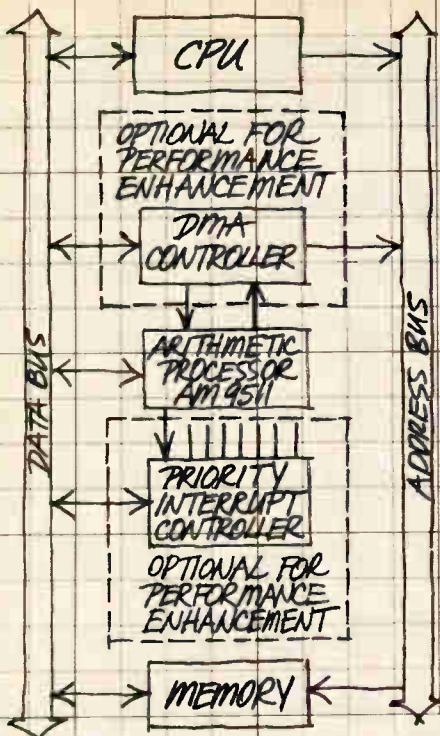 CPU
OPTIONAL FOR
PERFORMANCE
ENHANCEMENT
DMA
CONTROLLER
DATA BUS
ADDRESS BUS
ARITHMETIC
PROCESSOR
AM 9511
PRIORITY
INTERRUPT
CONTROLLER
OPTIONAL FOR
PERFORMANCE
ENHANCEMENT
MEMORY